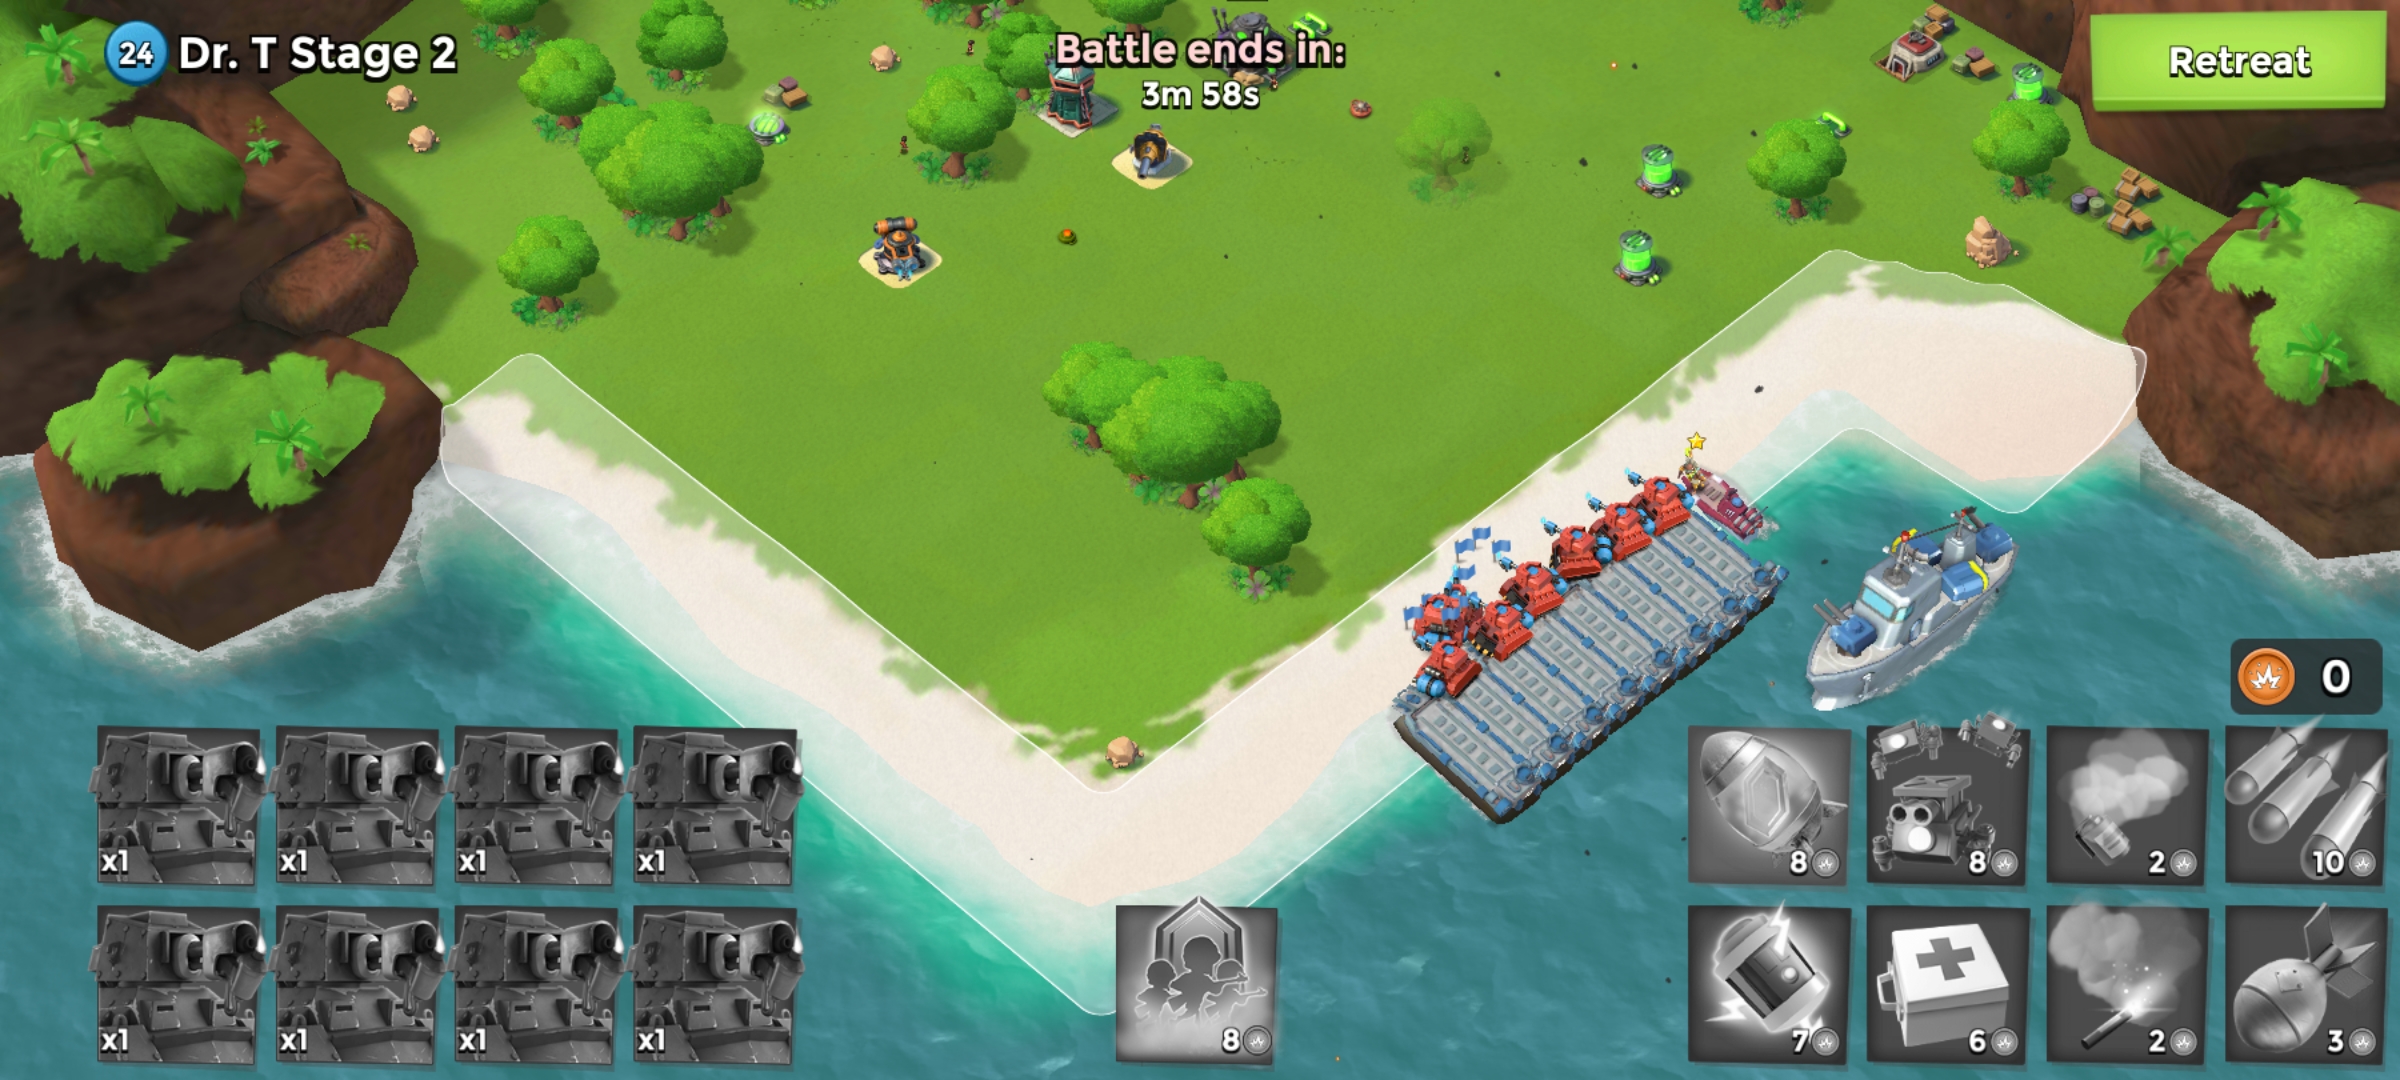 24 Dr. T Stage 2
Battle ends in:
3m 58s
Retreat
0
x1 x1 x1 x1
8 8 2 10
x1 x1 x1 x1
8
7 6 2 3